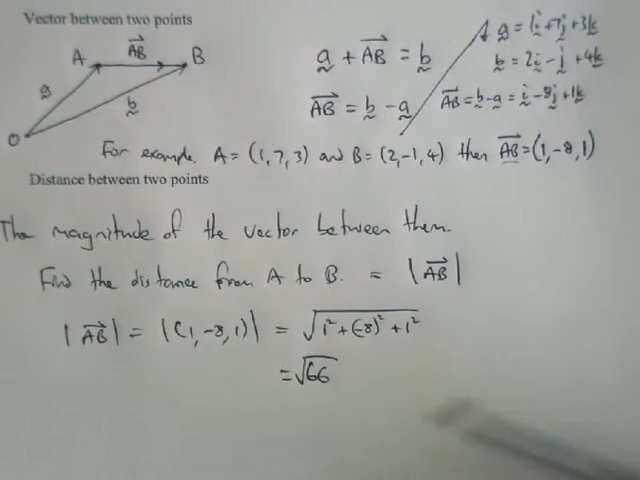 Vector between two points
A AB B
a
b
O
a + AB = b
AB = b - a
a = 1i + 7j + 3k
b = 2i - j + 4k
AB = b - a = i - 8j + 1k
For example. A = (1, 7, 3) and B = (2, -1, 4) then AB = (1, -8, 1)
Distance between two points
The magnitude of the vector between them.
Find the distance from A to B. = |AB|
|AB| = |(1, -8, 1)| = √1² + (-8)² + 1²
= √66